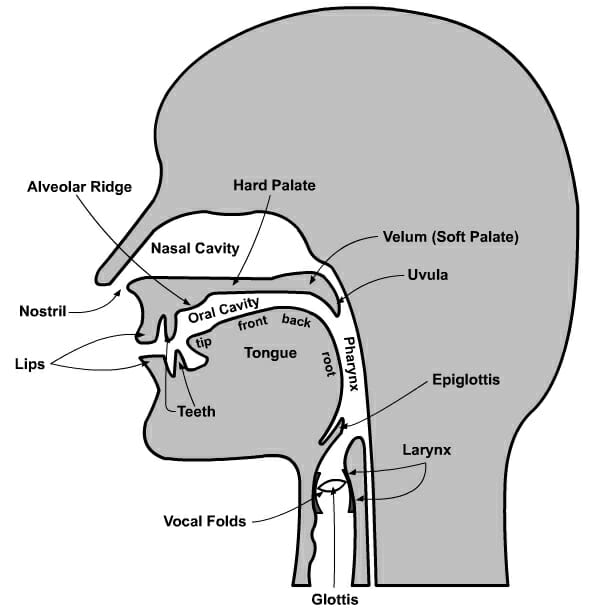 Alveolar Ridge
Hard Palate
Nasal Cavity
Velum (Soft Palate)
Uvula
Nostril
Oral Cavity
tip
front
back
root
Tongue
Pharynx
Lips
Teeth
Epiglottis
Larynx
Vocal Folds
Glottis